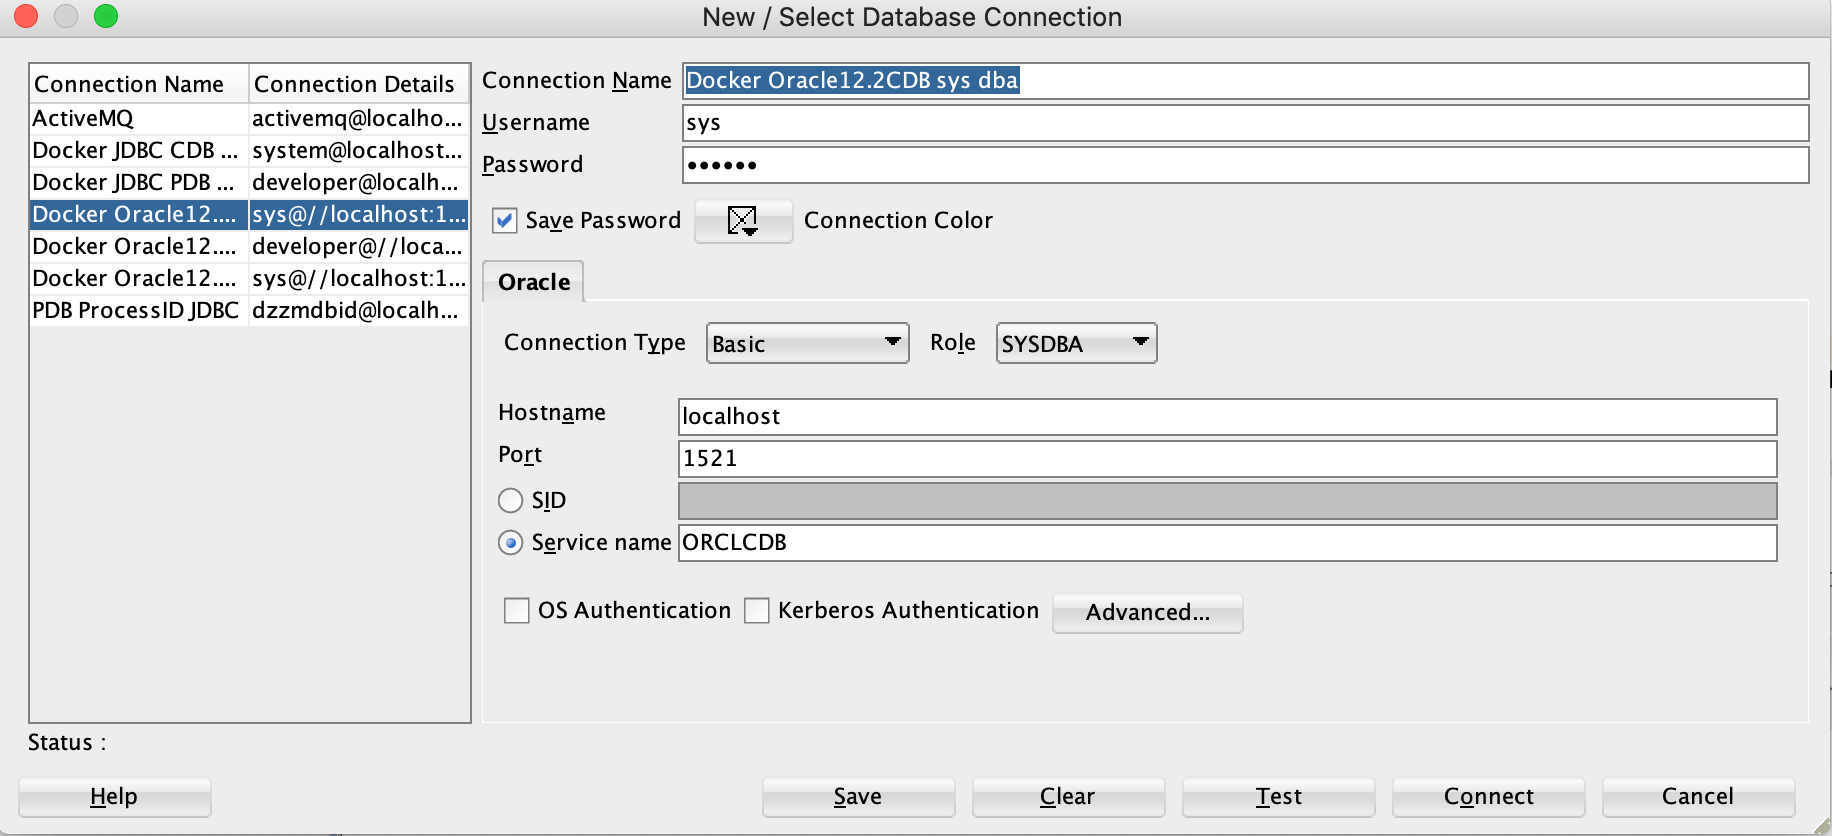 New / Select Database Connection
Connection Name Connection Details
ActiveMQ activemq@localho...
Docker JDBC CDB ... system@localhost...
Docker JDBC PDB ... developer@localh...
Docker Oracle12.... sys@//localhost:1...
Docker Oracle12.... developer@//loca...
Docker Oracle12.... sys@//localhost:1...
PDB ProcessID JDBC dzzmdbid@localh...
Connection Name Docker Oracle12.2CDB sys dba
Username sys
Password ••••••
Save Password Connection Color
Oracle
Connection Type Basic Role SYSDBA
Hostname localhost
Port 1521
SID
Service name ORCLCDB
OS Authentication Kerberos Authentication Advanced...
Status :
Help Save Clear Test Connect Cancel